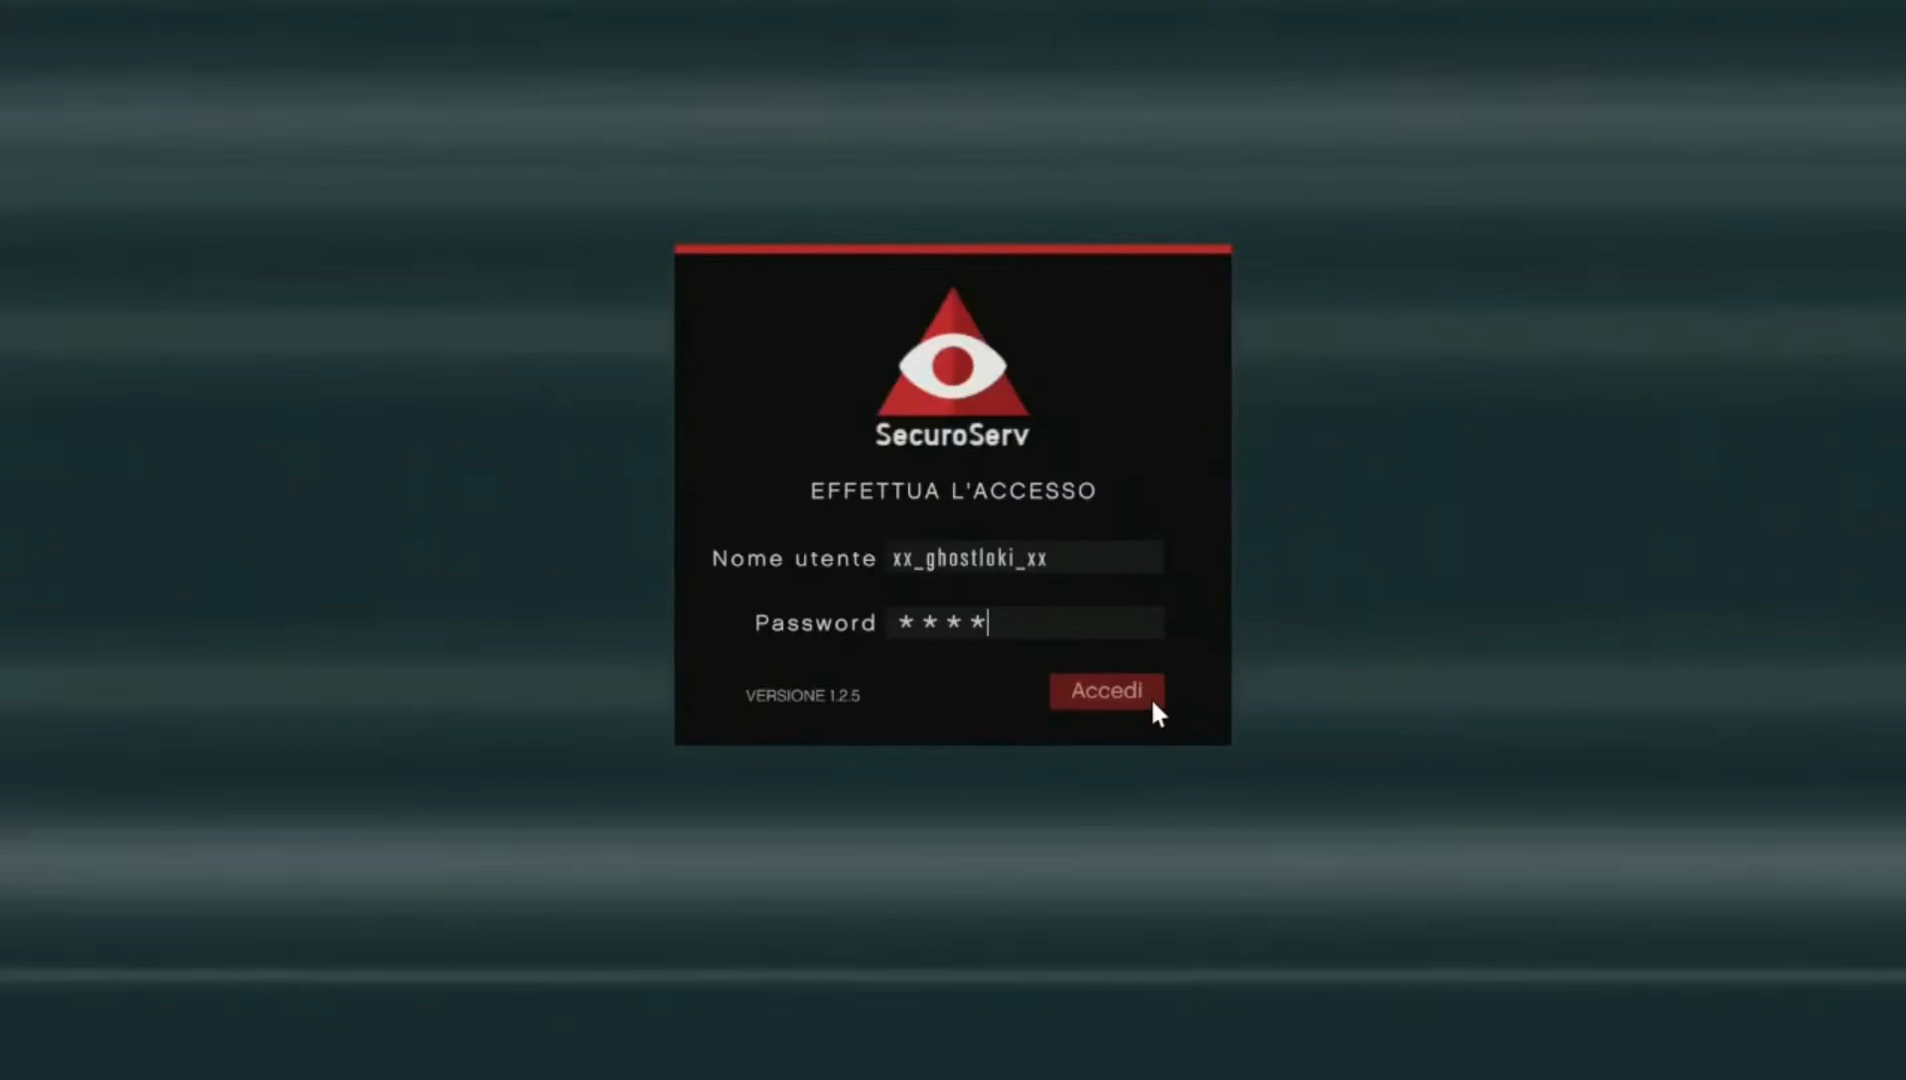 SecuroServ
EFFETTUA L'ACCESSO
Nome utente xx_ghostloki_xx
Password ****
VERSIONE 1.2.5 Accedi